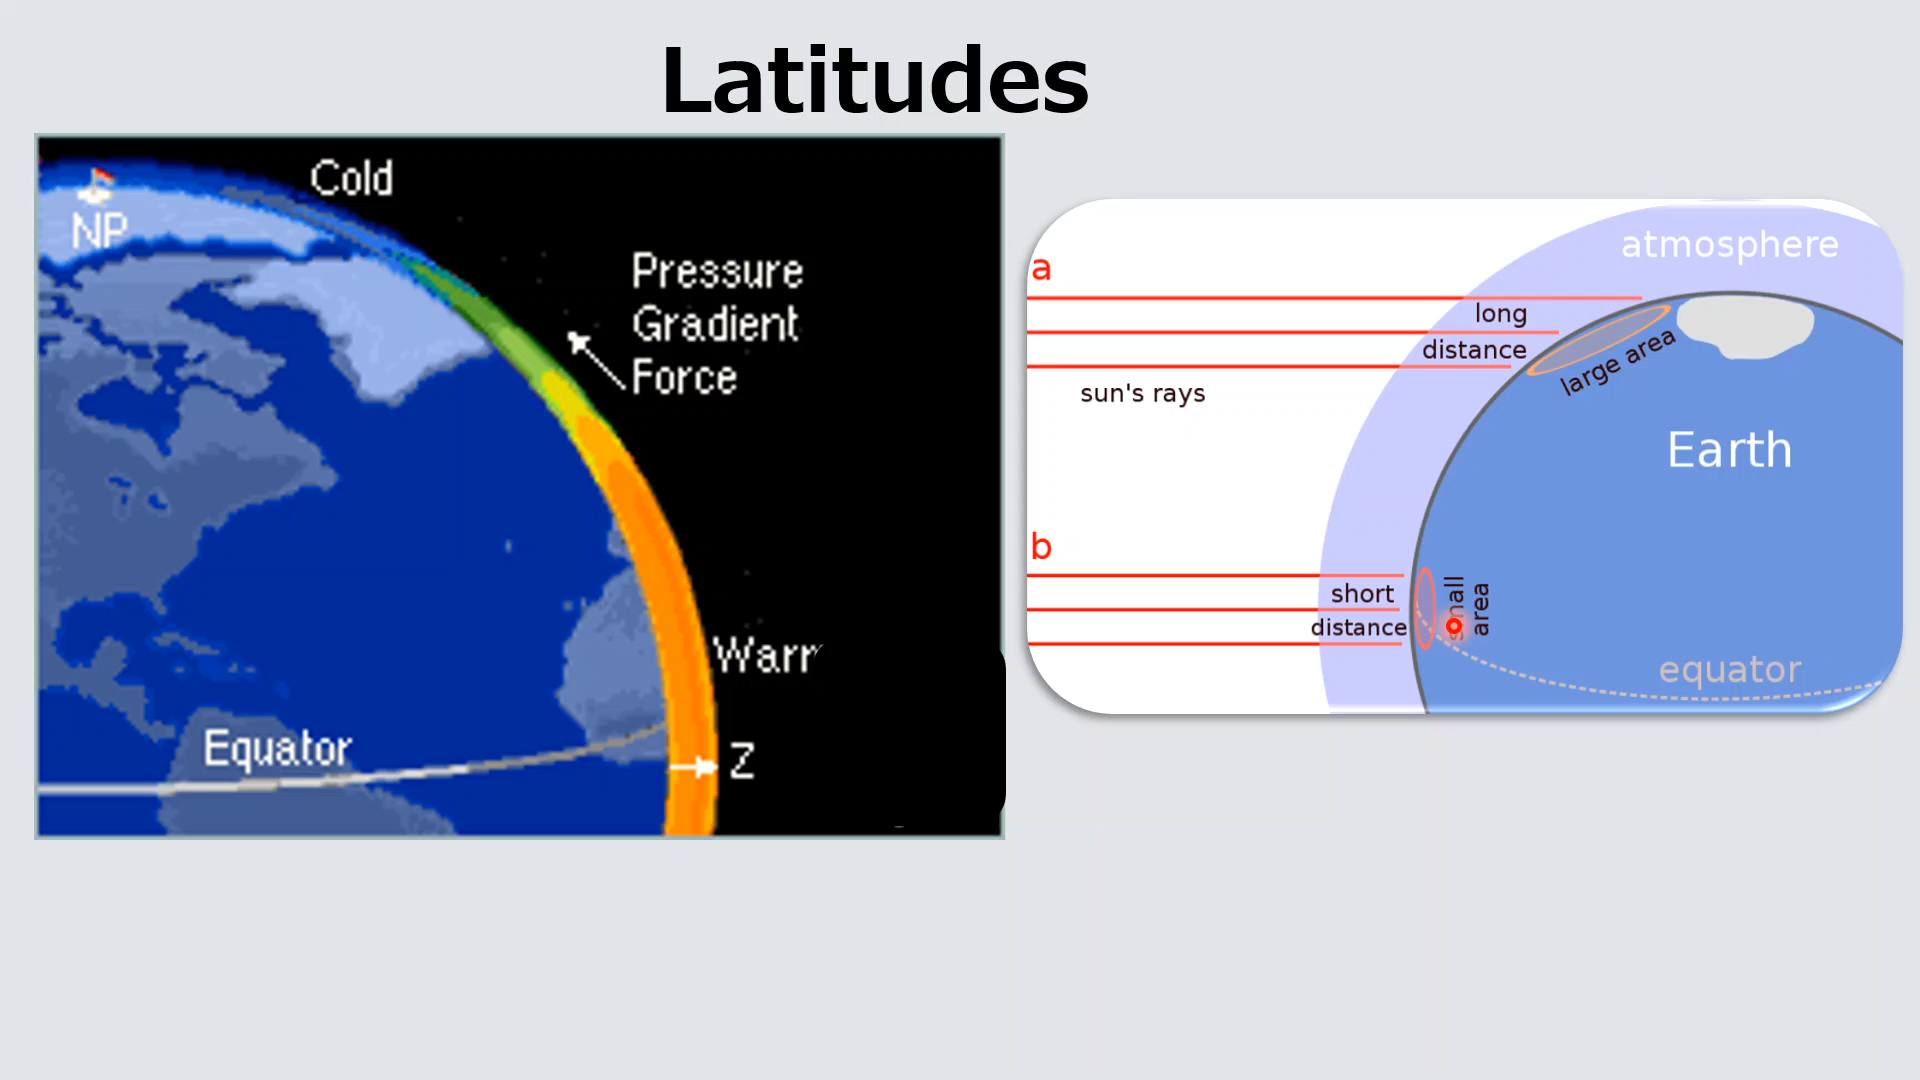 Latitudes
Cold
NP
Pressure
Gradient
Force
Equator
Z
a
long
distance
sun's rays
large area
atmosphere
Earth
b
short
distance
small
area
equator